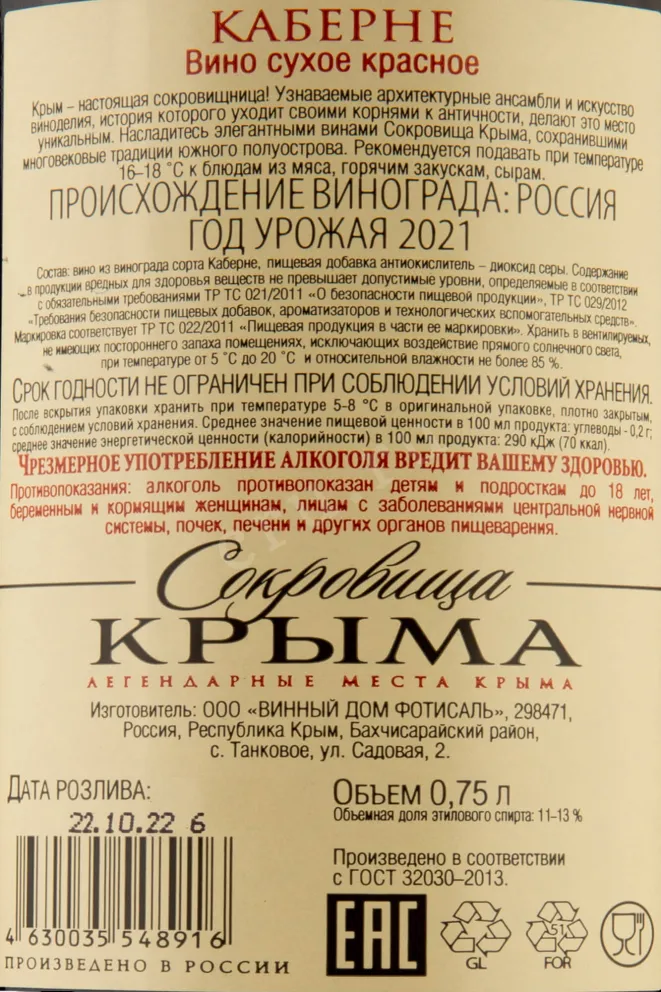 КАБЕРНЕ
Вино сухое красное
Крым – настоящая сокровищница! Узнаваемые архитектурные ансамбли и искусство
виноделия, история которого уходит своими корнями к античности, делают это место
уникальным. Насладитесь элегантными винами Сокровища Крыма, сохранившими
многовековые традиции южного полуострова. Рекомендуется подавать при температуре
16–18 °С к блюдам из мяса, горячим закускам, сырам.
ПРОИСХОЖДЕНИЕ ВИНОГРАДА: РОССИЯ
ГОД УРОЖАЯ 2021
Состав: вино из винограда сорта Каберне, пищевая добавка антиокислитель – диоксид серы. Содержание
в продукции вредных для здоровья веществ не превышает допустимые уровни, определяемые в соответствии
с обязательными требованиями ТР ТС 021/2011 «О безопасности пищевой продукции», ТР ТС 029/2012
«Требования безопасности пищевых добавок, ароматизаторов и технологических вспомогательных средств».
Маркировка соответствует ТР ТС 022/2011 «Пищевая продукция в части ее маркировки». Хранить в вентилируемых,
не имеющих постороннего запаха помещениях, исключающих воздействие прямого солнечного света,
при температуре от 5 °С до 20 °С и относительной влажности не более 85 %.
СРОК ГОДНОСТИ НЕ ОГРАНИЧЕН ПРИ СОБЛЮДЕНИИ УСЛОВИЙ ХРАНЕНИЯ.
После вскрытия упаковки хранить при температуре 5-8 °С в оригинальной упаковке, плотно закрытым,
с соблюдением условий хранения. Среднее значение пищевой ценности в 100 мл продукта: углеводы - 0,2 г;
среднее значение энергетической ценности (калорийности) в 100 мл продукта: 290 кДж (70 ккал).
ЧРЕЗМЕРНОЕ УПОТРЕБЛЕНИЕ АЛКОГОЛЯ ВРЕДИТ ВАШЕМУ ЗДОРОВЬЮ.
Противопоказания: алкоголь противопоказан детям и подросткам до 18 лет,
беременным и кормящим женщинам, лицам с заболеваниями центральной нервной
системы, почек, печени и других органов пищеварения.
Сокровища
КРЫМА
ЛЕГЕНДАРНЫЕ МЕСТА КРЫМА
Изготовитель: ООО «ВИННЫЙ ДОМ ФОТИСАЛЬ», 298471,
Россия, Республика Крым, Бахчисарайский район,
с. Танковое, ул. Садовая, 2.
ДАТА РОЗЛИВА:
22.10.22 6
4 630035 548916
ПРОИЗВЕДЕНО В РОССИИ
ОБЪЕМ 0,75 Л
Объемная доля этилового спирта: 11–13 %
Произведено в соответствии
с ГОСТ 32030–2013.
ЕАС
GL
51
FOR